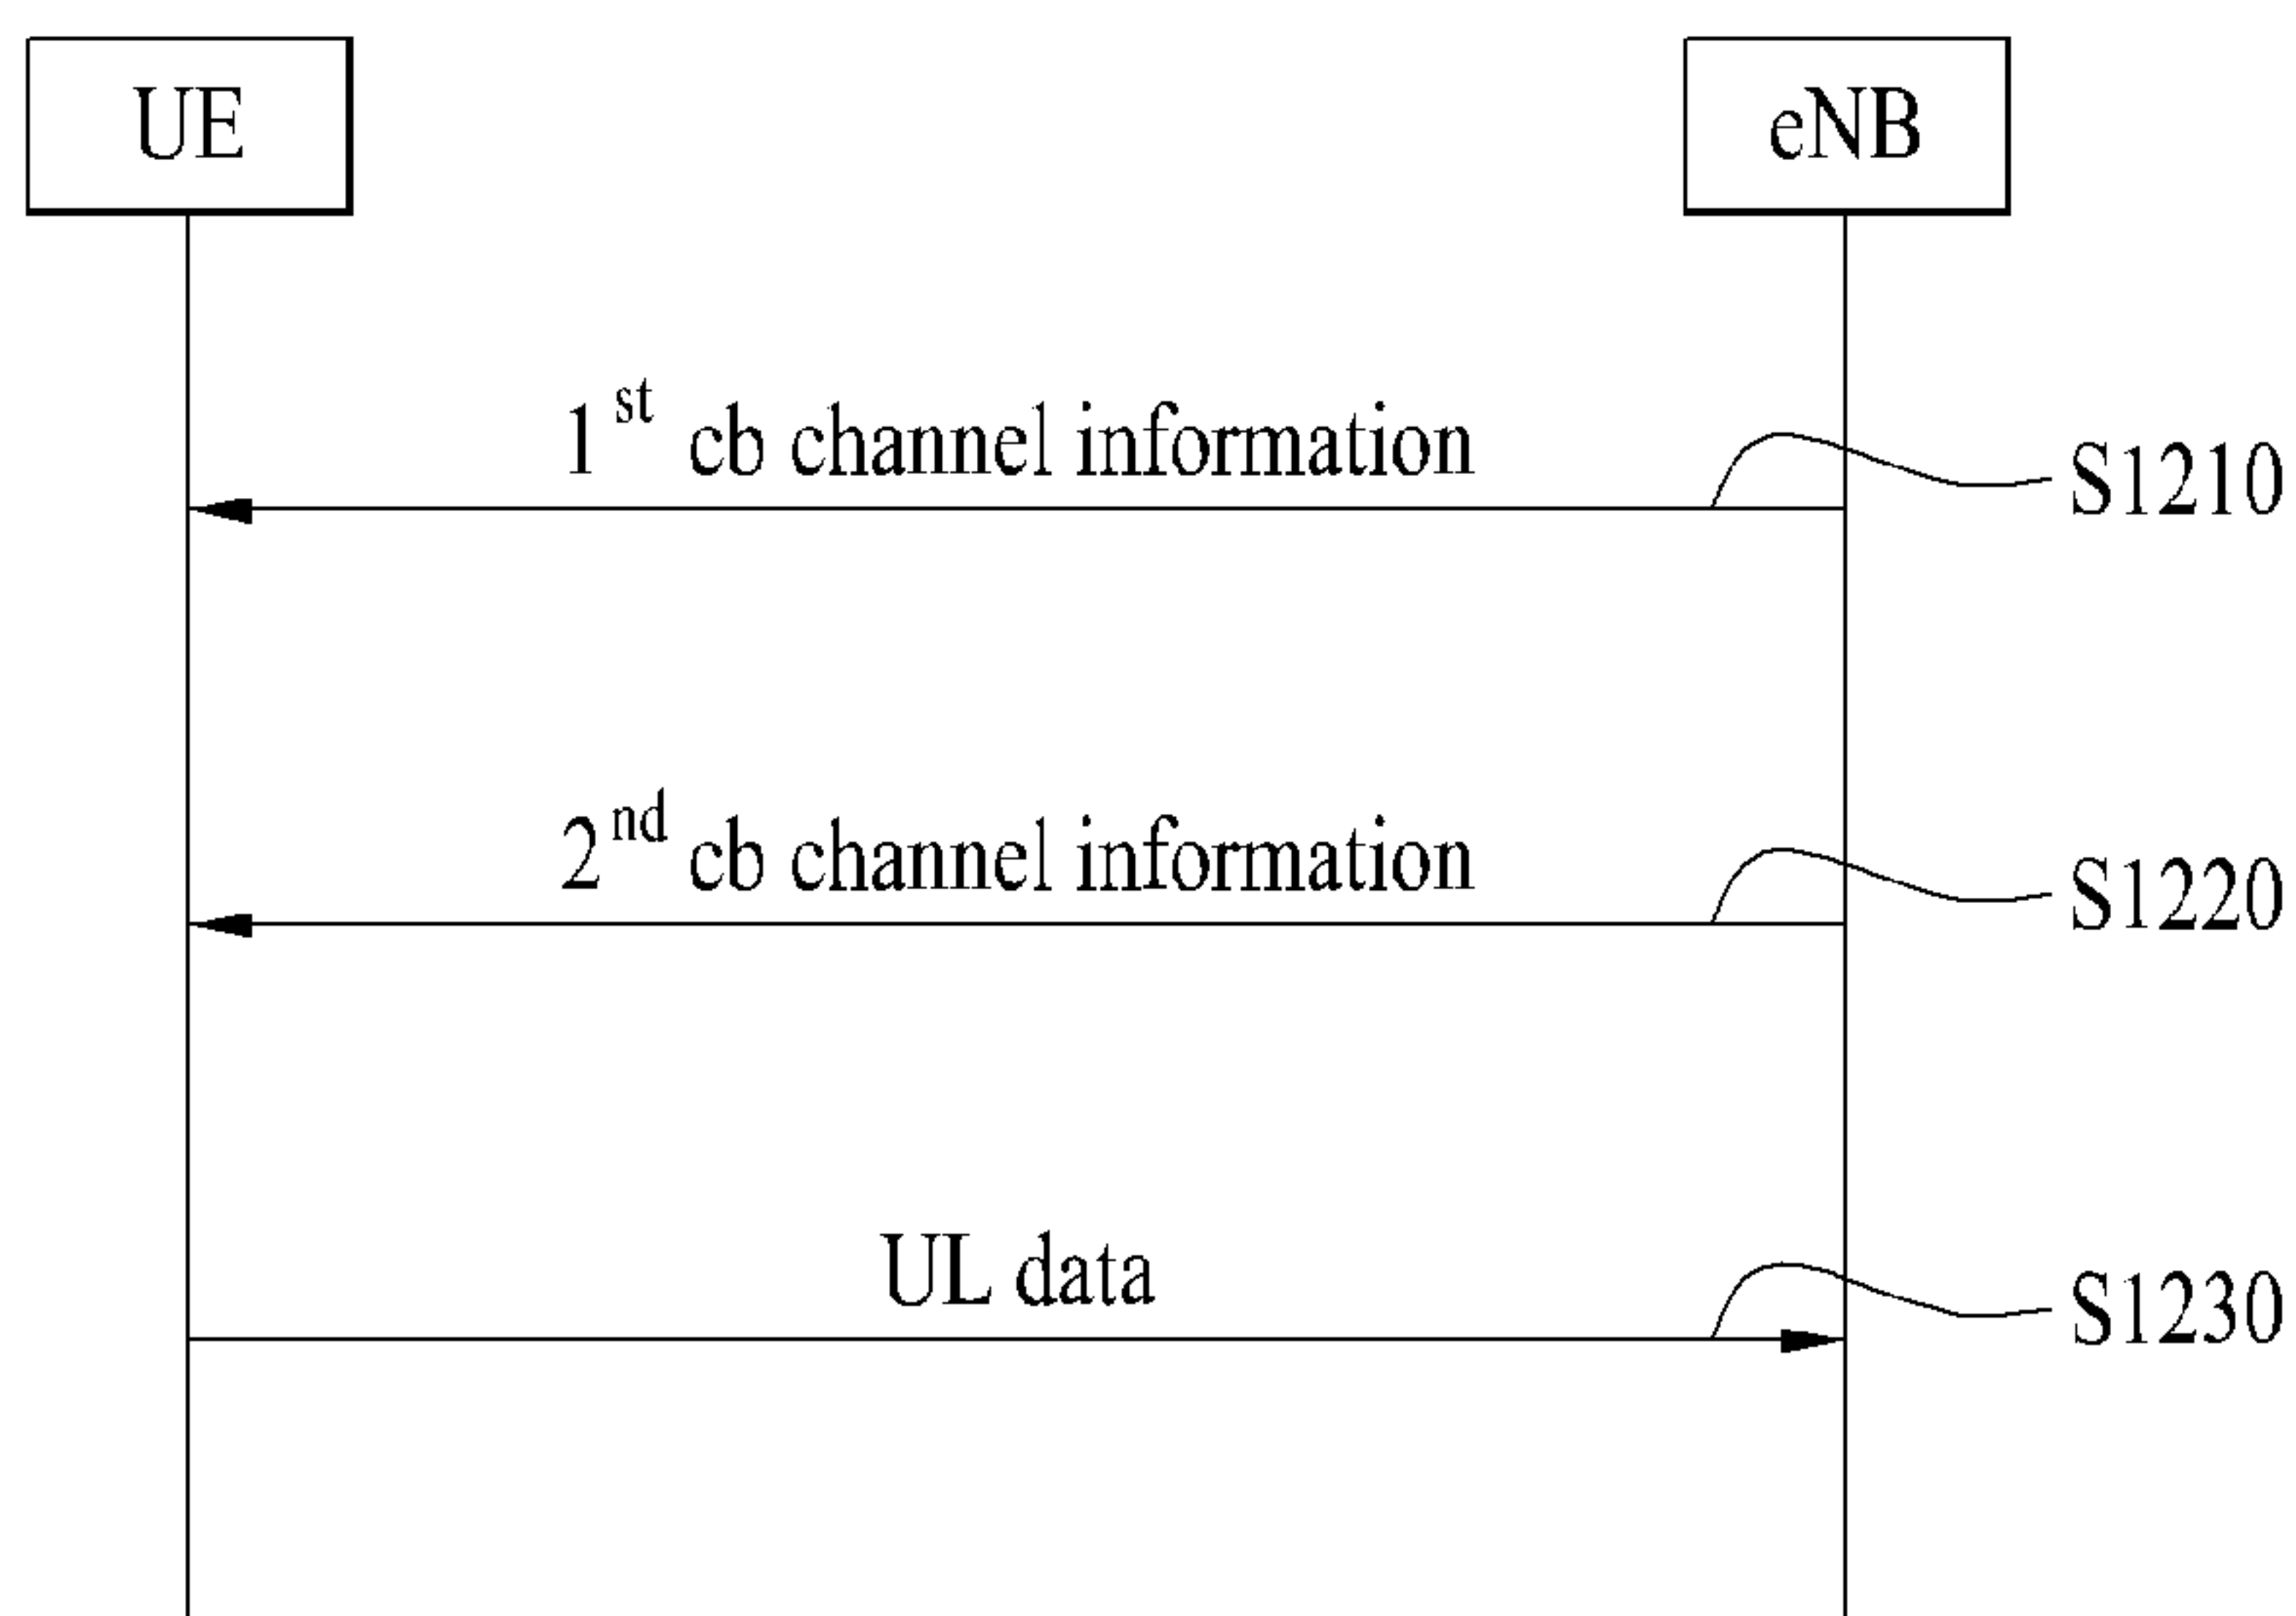 UE
eNB
1st cb channel information
S1210
2nd cb channel information
S1220
UL data
S1230